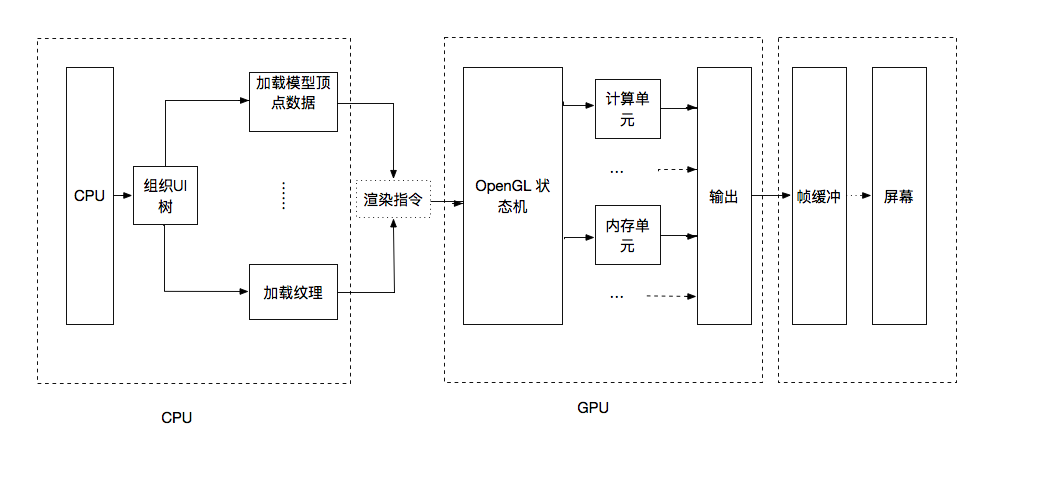 CPU
组织UI
树
加载模型顶
点数据
加载纹理
渲染指令
OpenGL 状
态机
计算单
元
...
内存单
元
...
输出
帧缓冲
屏幕
CPU
GPU